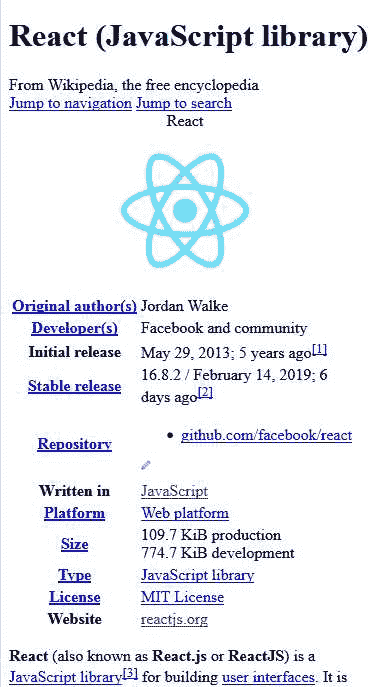 React (JavaScript library)
From Wikipedia, the free encyclopedia
Jump to navigation Jump to search
React
Original author(s) Jordan Walke
Developer(s) Facebook and community
Initial release May 29, 2013; 5 years ago[1]
Stable release 16.8.2 / February 14, 2019; 6
days ago[2]
Repository • github.com/facebook/react
Written in JavaScript
Platform Web platform
Size 109.7 KiB production
774.7 KiB development
Type JavaScript library
License MIT License
Website reactjs.org
React (also known as React.js or ReactJS) is a
JavaScript library[3] for building user interfaces. It is